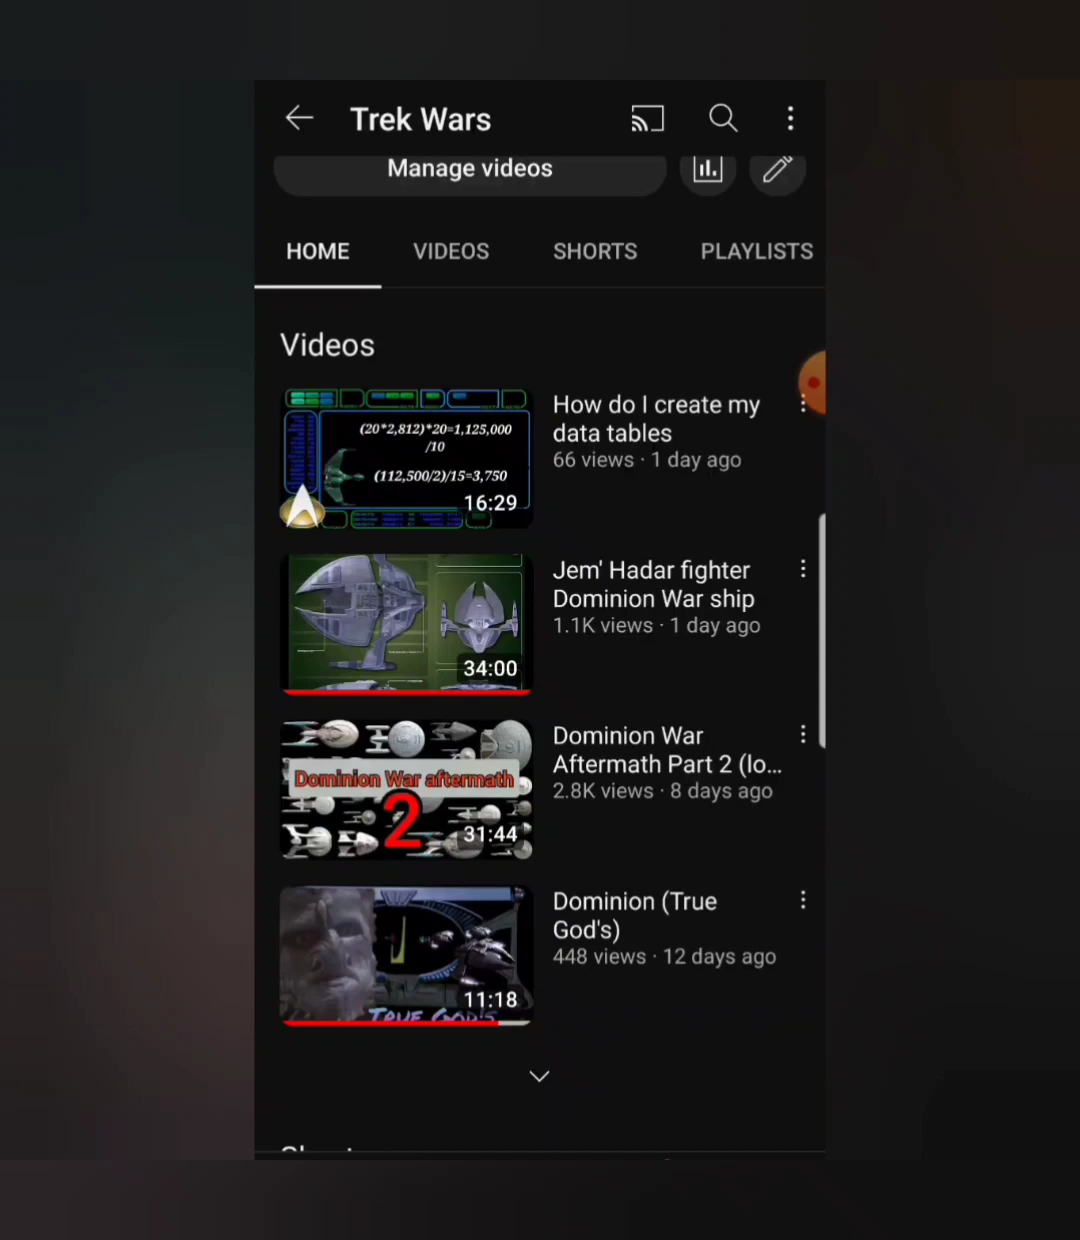 Trek Wars
Manage videos
HOME VIDEOS SHORTS PLAYLISTS
Videos
(20*2,812)*20=1,125,000
/10
(112,500/2)/15=3,750
16:29
How do I create my
data tables
66 views · 1 day ago
34:00
Jem' Hadar fighter
Dominion War ship
1.1K views · 1 day ago
Dominion War aftermath
2
31:44
Dominion War
Aftermath Part 2 (lo...
2.8K views · 8 days ago
TRUE GOD'S
11:18
Dominion (True
God's)
448 views · 12 days ago